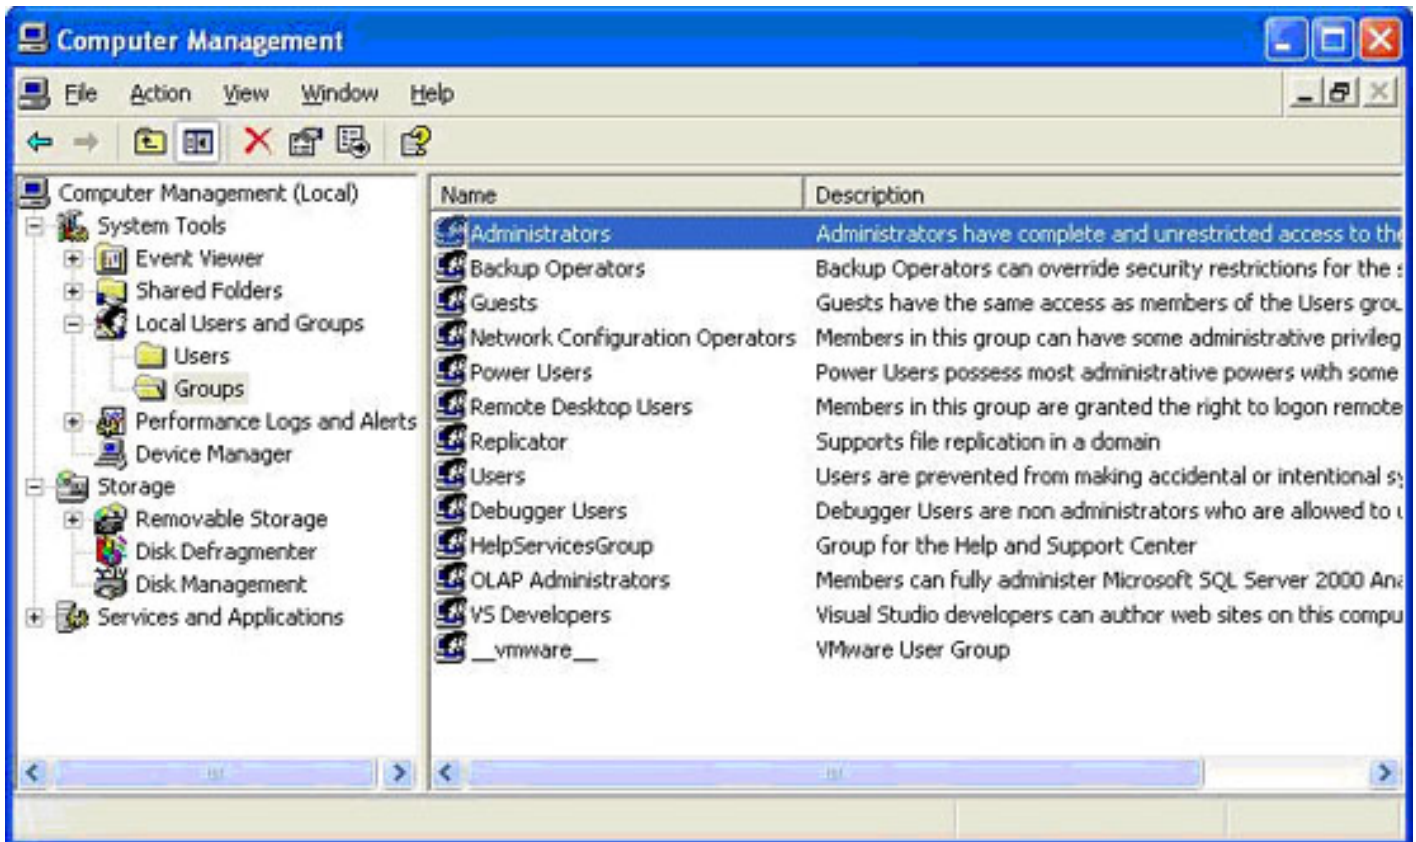 Computer Management
File Action View Window Help
Computer Management (Local)
System Tools
Event Viewer
Shared Folders
Local Users and Groups
Users
Groups
Performance Logs and Alerts
Device Manager
Storage
Removable Storage
Disk Defragmenter
Disk Management
Services and Applications
Name Description
Administrators Administrators have complete and unrestricted access to the
Backup Operators Backup Operators can override security restrictions for the
Guests Guests have the same access as members of the Users
Network Configuration Operators Members in this group can have some administrative privileg
Power Users Power Users possess most administrative powers with some
Remote Desktop Users Members in this group are granted the right to logon remote
Replicator Supports file replication in a domain
Users Users are prevented from making accidental or intentional
Debugger Users Debugger Users are non administrators who are allowed to
HelpServicesGroup Group for the Help and Support Center
OLAP Administrators Members can fully administer Microsoft SQL Server 2000
VS Developers Visual Studio developers can author web sites on this compu
__vmware__ VMware User Group